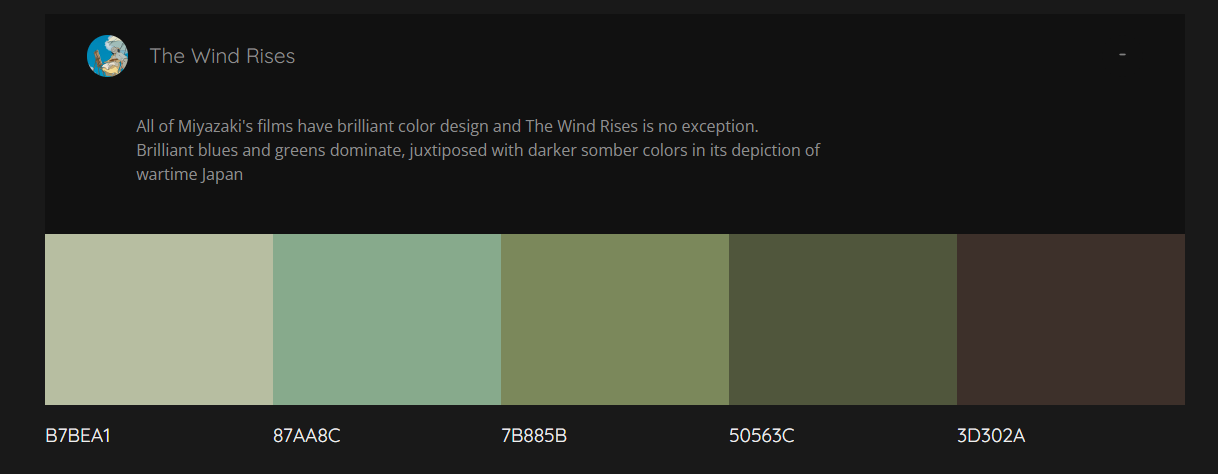 The Wind Rises
-
All of Miyazaki's films have brilliant color design and The Wind Rises is no exception.
Brilliant blues and greens dominate, juxtiposed with darker somber colors in its depiction of
wartime Japan
B7BEA1 87AA8C 7B885B 50563C 3D302A